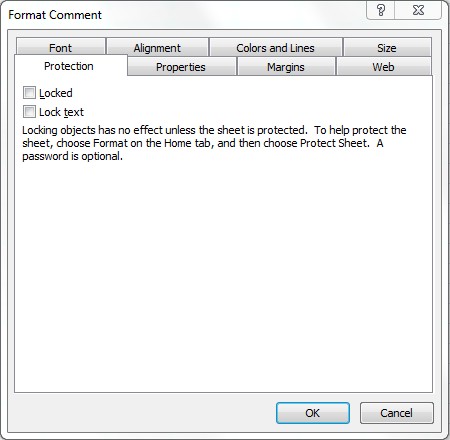 Format Comment
Font Alignment Colors and Lines Size
Protection Properties Margins Web
Locked
Lock text
Locking objects has no effect unless the sheet is protected. To help protect the
sheet, choose Format on the Home tab, and then choose Protect Sheet. A
password is optional.
OK Cancel